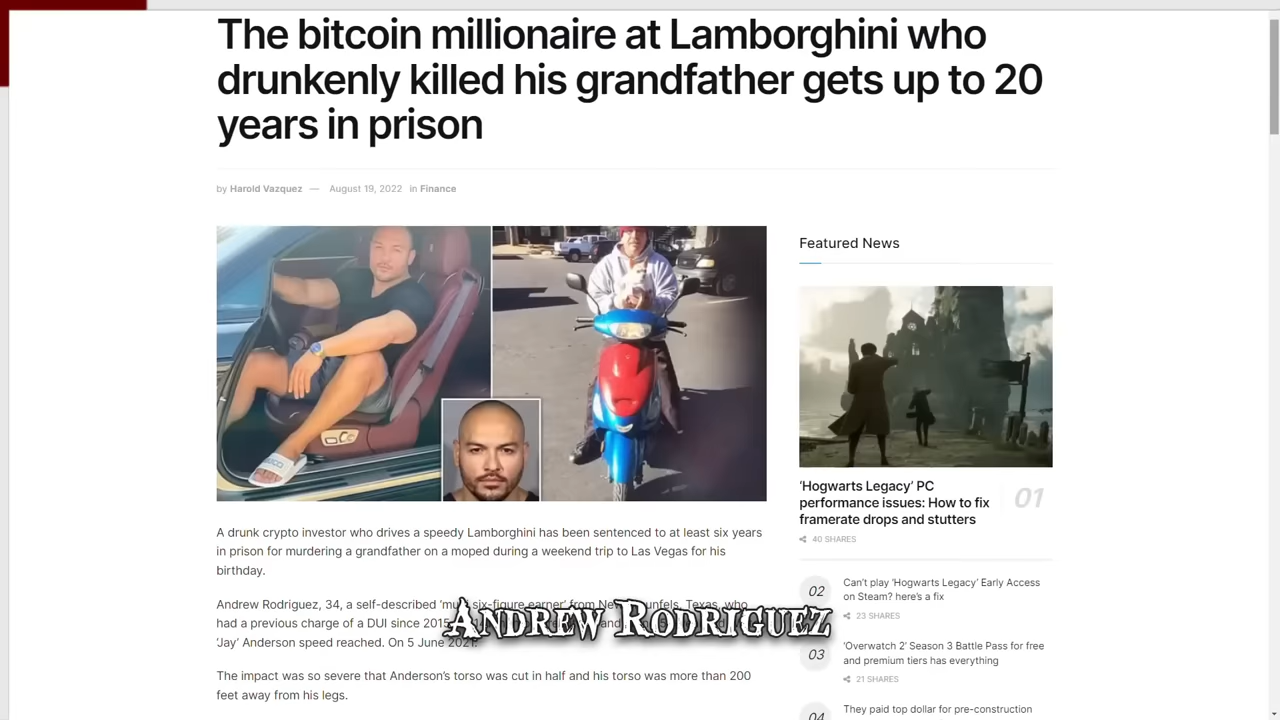 The bitcoin millionaire at Lamborghini who
drunkenly killed his grandfather gets up to 20
years in prison
by Harold Vazquez — August 19, 2022 in Finance
A drunk crypto investor who drives a speedy Lamborghini has been sentenced to at least six years
in prison for murdering a grandfather on a moped during a weekend trip to Las Vegas for his
birthday.
Andrew Rodriguez, 34, a self-described six-figure earner' from Texas, who
had a previous charge of a DUI since 2015
'Jay' Anderson speed reached. On 5 June 2021.
ANDREW RODRIGUEZ
The impact was so severe that Anderson's torso was cut in half and his torso was more than 200
feet away from his legs.
Featured News
'Hogwarts Legacy' PC
performance issues: How to fix
framerate drops and stutters
01
40 SHARES
02
Can't play 'Hogwarts Legacy' Early Access
on Steam? here's a fix
23 SHARES
03
'Overwatch 2' Season 3 Battle Pass for free
and premium tiers has everything
21 SHARES
04
They paid top dollar for pre-construction